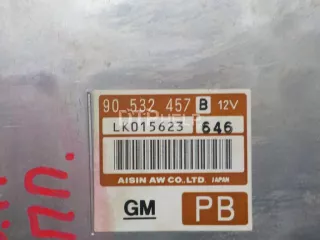 90 532 457 B 12V
LK015623 646
AISIN AW CO., LTD. JAPAN
GM PB